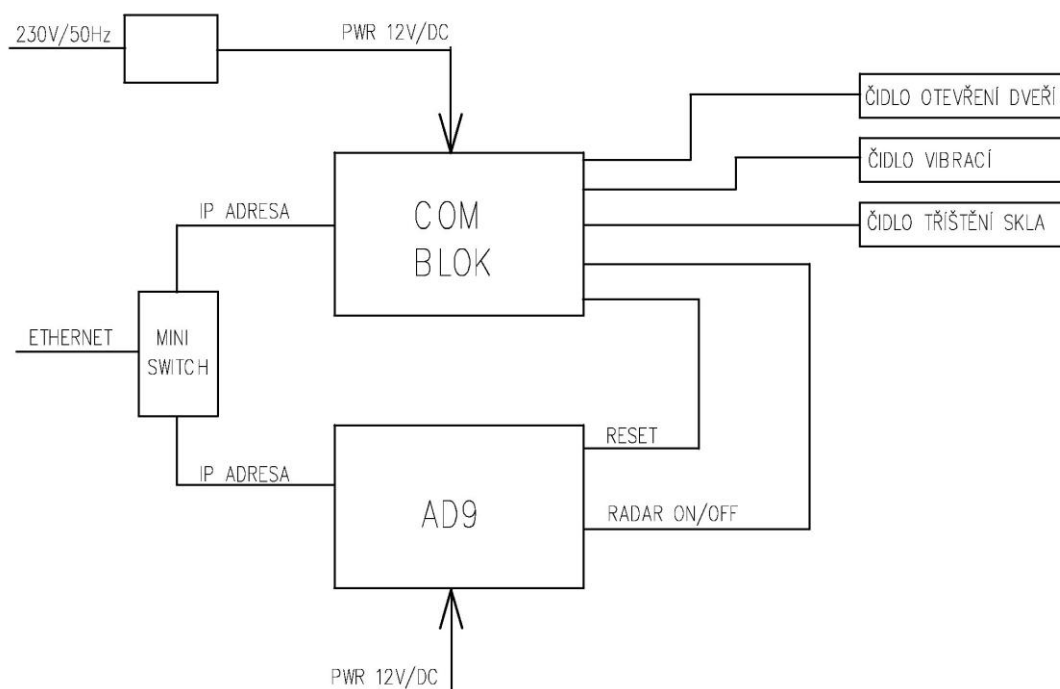 230V/50Hz
PWR 12V/DC
ČIDLO OTEVŘENÍ DVEŘÍ
ČIDLO VIBRACÍ
ČIDLO TŘÍŠTĚNÍ SKLA
IP ADRESA
COM
BLOK
ETHERNET
MINI
SWITCH
RESET
IP ADRESA
AD9
RADAR ON/OFF
PWR 12V/DC